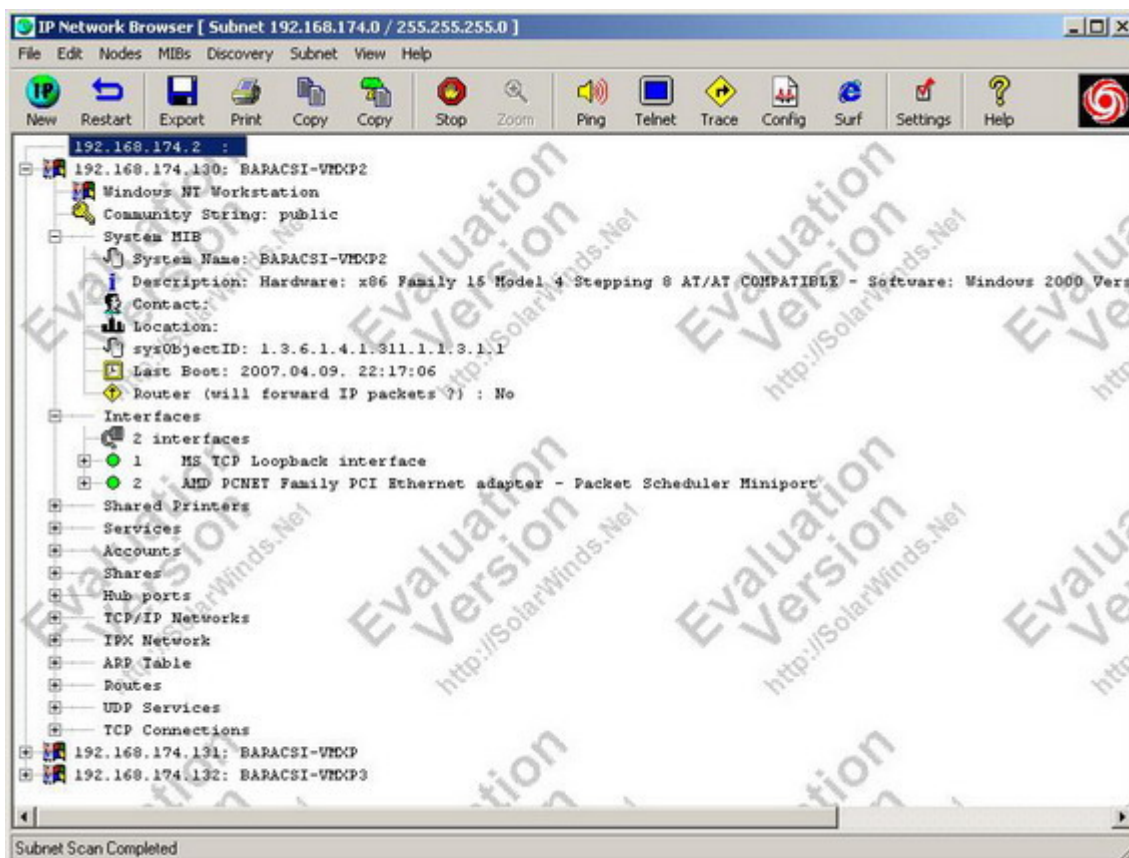 IP Network Browser [ Subnet 192.168.174.0 / 255.255.255.0 ]
File Edit Nodes MIBs Discovery Subnet View Help
IP
New Restart Export Print Copy Copy Stop Zoom Ping Telnet Trace Config Surf Settings Help
192.168.174.2 :
192.168.174.130: BARACSI-VMXP2
Windows NT Workstation
Community String: public
System MIB
System Name: BARACSI-VMXP2
Description: Hardware: x86 Family 15 Model 4 Stepping 8 AT/AT COMPATIBLE - Software: Windows 2000 Vers
Contact:
Location:
sysObjectID: 1.3.6.1.4.1.311.1.1.3.1.1
Last Boot: 2007.04.09. 22:17:06
Router (will forward IP packets ?) : No
Interfaces
2 interfaces
1 MS TCP Loopback interface
2 AMD PCNET Family PCI Ethernet adapter - Packet Scheduler Miniport
Shared Printers
Services
Accounts
Shares
Hub ports
TCP/IP Networks
IPX Network
ARP Table
Routes
UDP Services
TCP Connections
192.168.174.131: BARACSI-VMXP
192.168.174.132: BARACSI-VMXP3
Evaluation
Version
http://SolarWinds.Net
Subnet Scan Completed